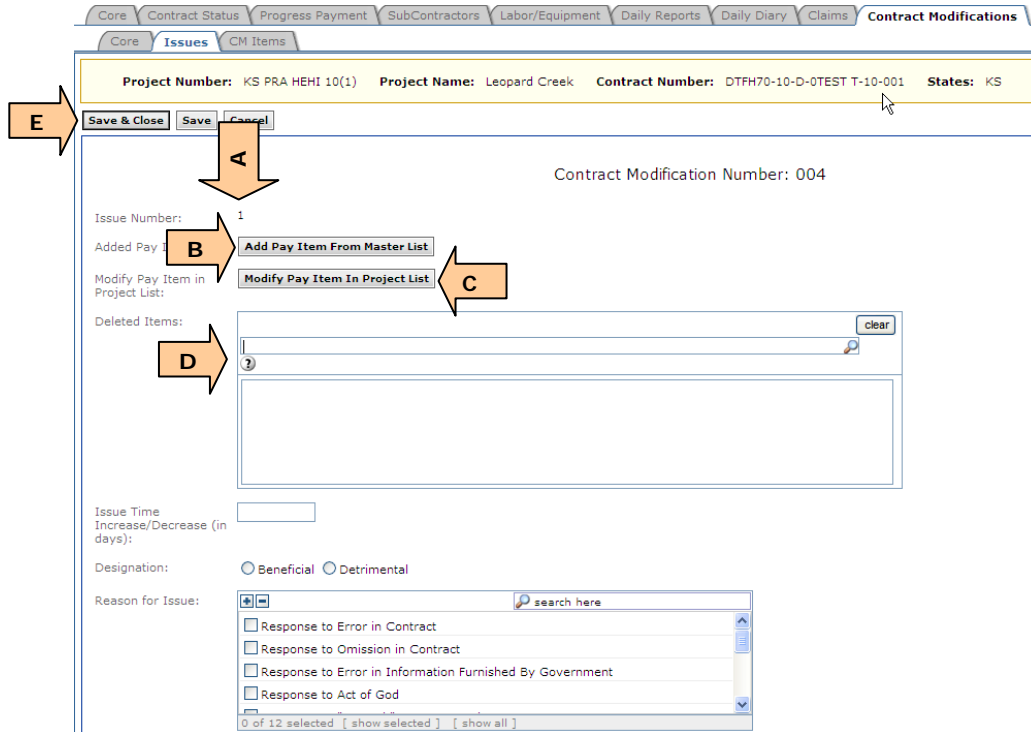 Core Contract Status Progress Payment SubContractors Labor/Equipment Daily Reports Daily Diary Claims Contract Modifications
Core Issues CM Items
Project Number: KS PRA HEHI 10(1) Project Name: Leopard Creek Contract Number: DTFH70-10-D-0TEST T-10-001 States: KS
E
Save & Close Save Cancel
A
Contract Modification Number: 004
Issue Number: 1
Added Pay B Add Pay Item From Master List
Modify Pay Item in Project List: Modify Pay Item In Project List C
Deleted Items: clear
D
?
Issue Time
Increase/Decrease (in
days):
Designation: Beneficial Detrimental
Reason for Issue: search here
Response to Error in Contract
Response to Omission in Contract
Response to Error in Information Furnished By Government
Response to Act of God
0 of 12 selected [ show selected ] [ show all ]